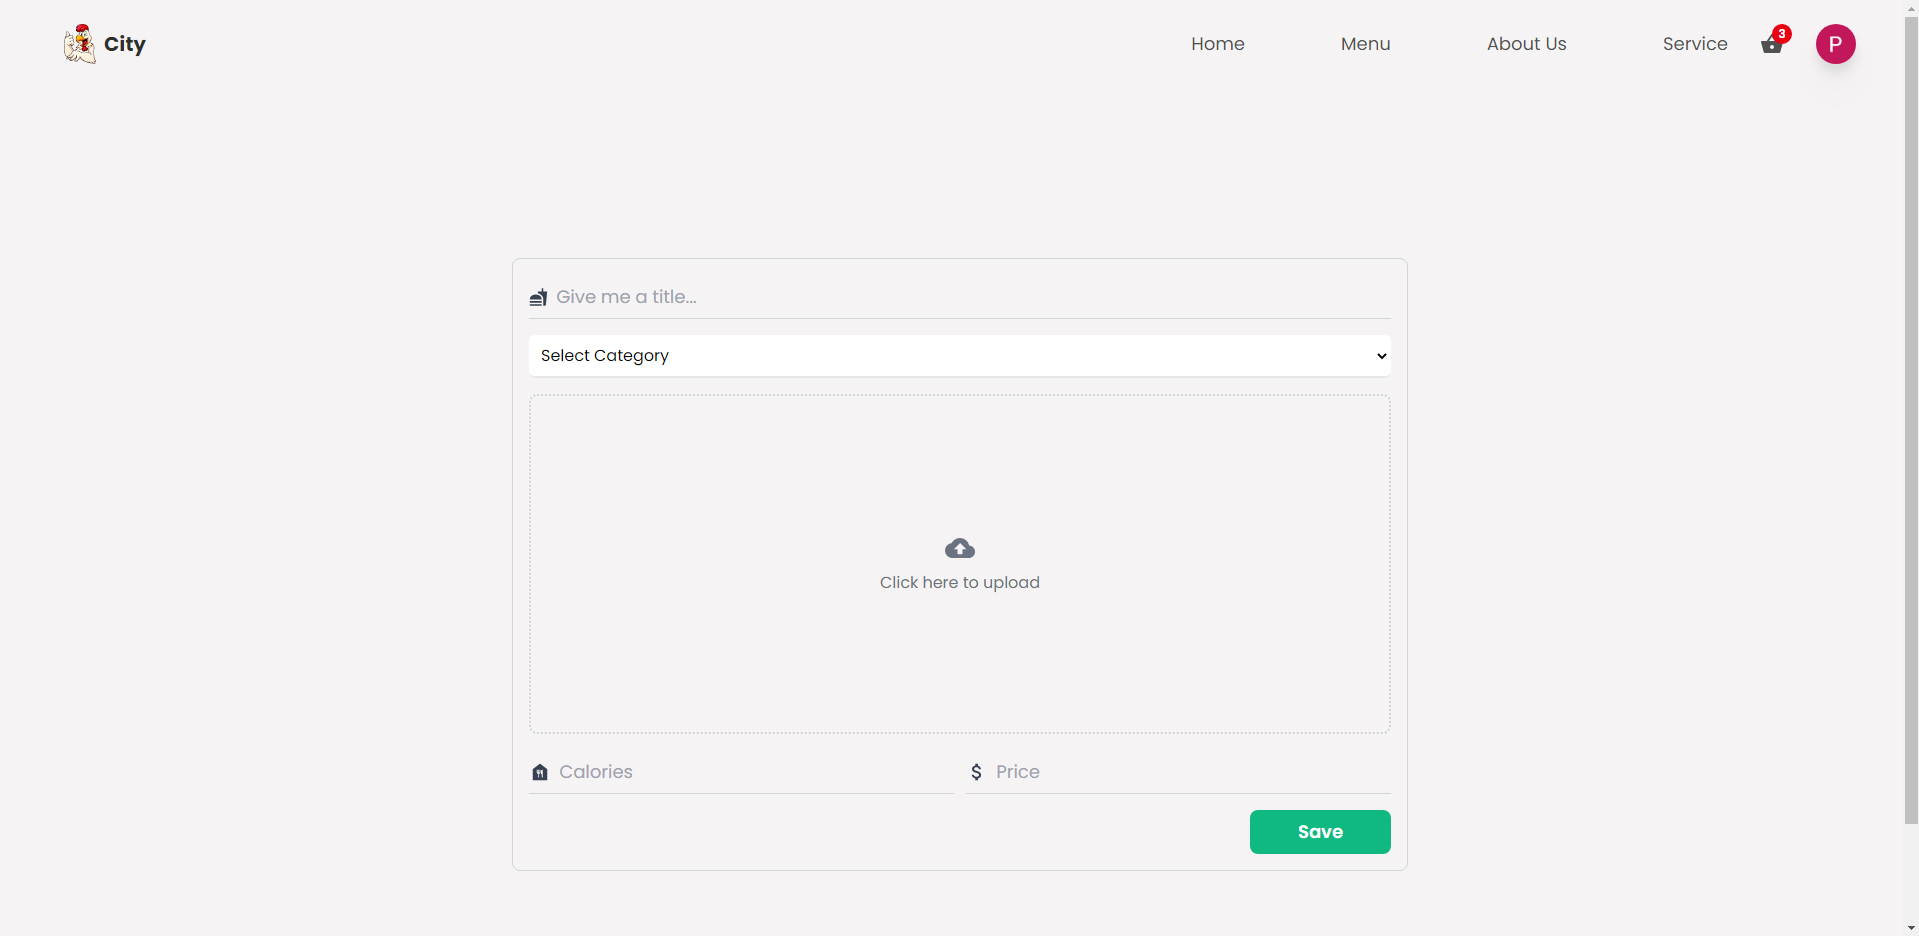 City
Home
Menu
About Us
Service
3
P
Give me a title...
Select Category
Click here to upload
Calories
$ Price
Save